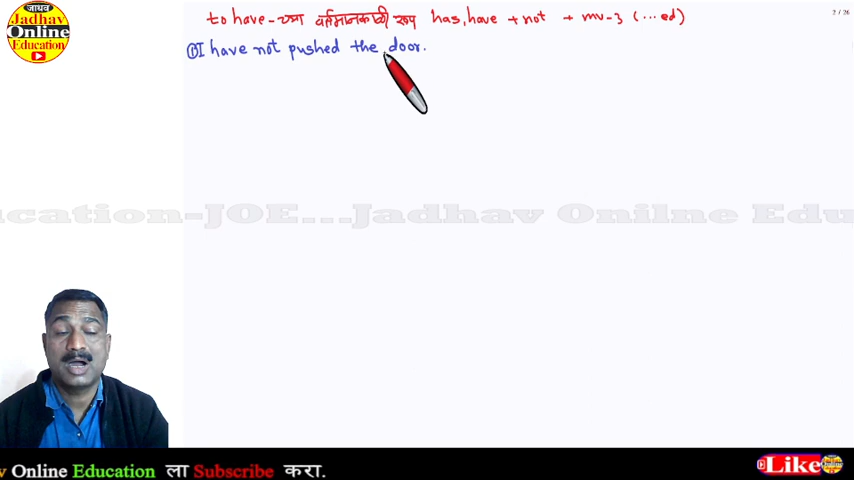 जाधव
Jadhav
Online
Education
to have - च्या वर्तमानकाळी रूप has, have + not + mv-3 (...ed)
2 / 26
① I have not pushed the door.
ucation-JOE...Jadhav Onilne Edu
v Online Education ला Subscribe करा.
Like